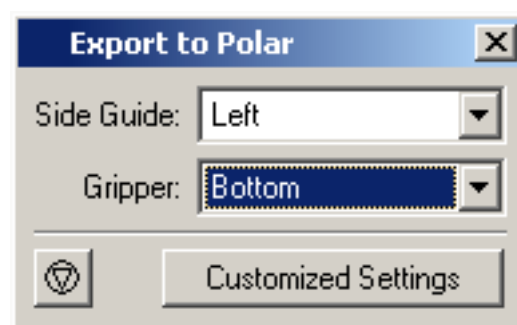 Export to Polar
Side Guide: Left
Gripper: Bottom
Customized Settings